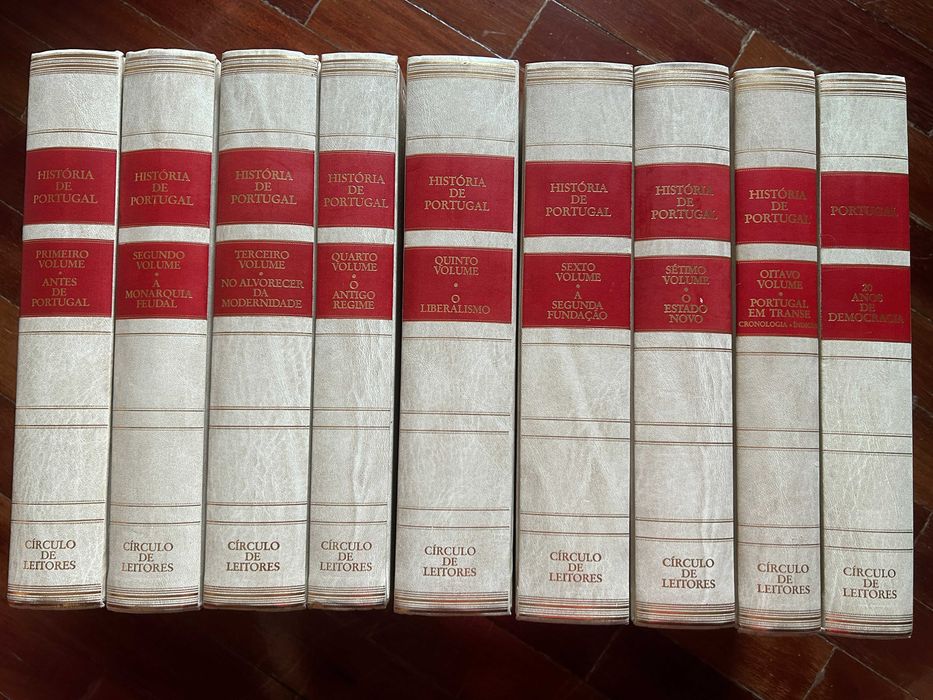 HISTÓRIA
DE
PORTUGAL
PRIMEIRO
VOLUME
•
ANTES
DE PORTUGAL
CÍRCULO
DE
LEITORES
HISTÓRIA
DE
PORTUGAL
SEGUNDO
VOLUME
•
A
MONARQUIA
FEUDAL
CÍRCULO
DE
LEITORES
HISTÓRIA
DE
PORTUGAL
TERCEIRO
VOLUME
•
NO ALVORECER
DA
MODERNIDADE
CÍRCULO
DE
LEITORES
HISTÓRIA
DE
PORTUGAL
QUARTO
VOLUME
•
O
ANTIGO
REGIME
CÍRCULO
DE
LEITORES
HISTÓRIA
DE
PORTUGAL
QUINTO
VOLUME
•
O
LIBERALISMO
CÍRCULO
DE
LEITORES
HISTÓRIA
DE
PORTUGAL
SEXTO
VOLUME
•
A
SEGUNDA
FUNDAÇÃO
CÍRCULO
DE
LEITORES
HISTÓRIA
DE
PORTUGAL
SÉTIMO
VOLUME
•
O
ESTADO
NOVO
CÍRCULO
DE
LEITORES
HISTÓRIA
DE
PORTUGAL
OITAVO
VOLUME
•
PORTUGAL
EM TRANSE
CRONOLOGIA • ÍNDICES
CÍRCULO
DE
LEITORES
PORTUGAL
20
ANOS
DE
DEMOCRACIA
CÍRCULO
DE
LEITORES